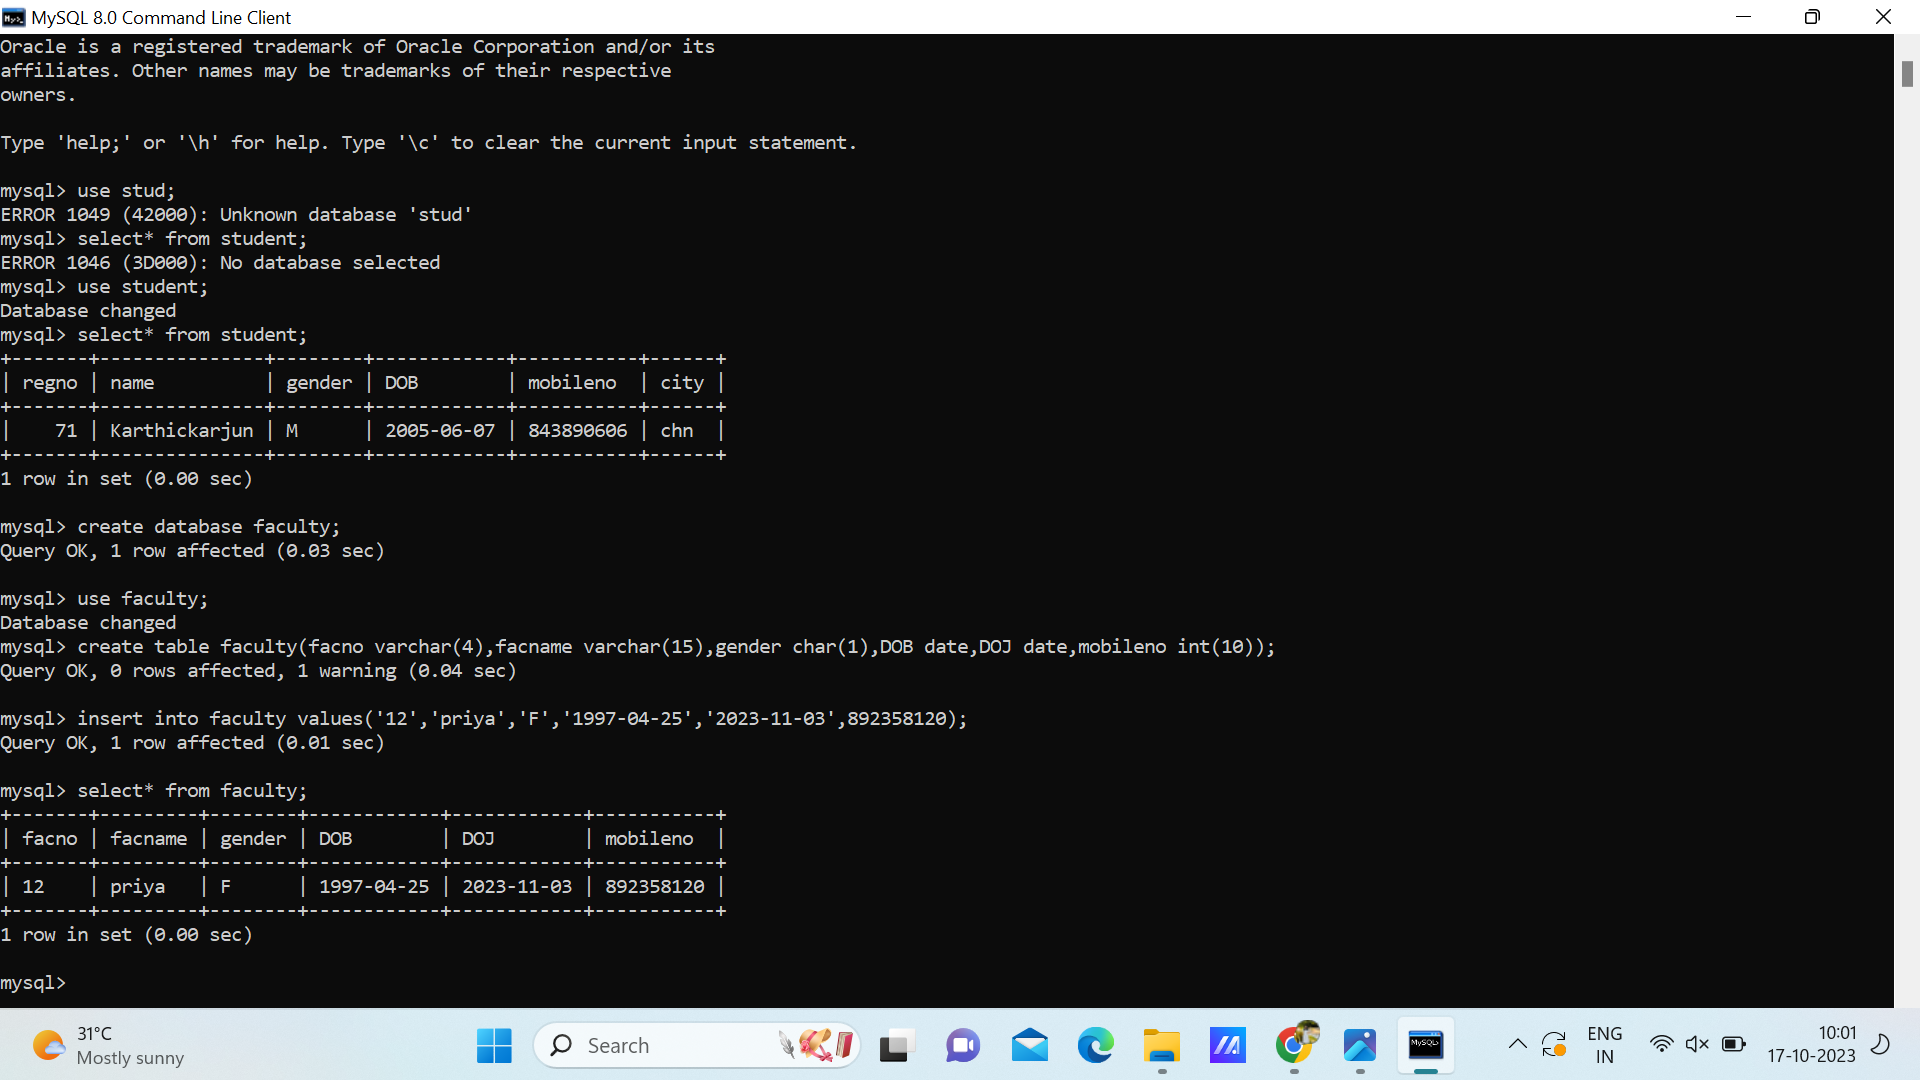 MySQL 8.0 Command Line Client
Oracle is a registered trademark of Oracle Corporation and/or its
affiliates. Other names may be trademarks of their respective
owners.
Type 'help;' or '\h' for help. Type '\c' to clear the current input statement.
mysql> use stud;
ERROR 1049 (42000): Unknown database 'stud'
mysql> select* from student;
ERROR 1046 (3D000): No database selected
mysql> use student;
Database changed
mysql> select* from student;
+-------+---------------+--------+------------+-----------+------+
| regno | name          | gender | DOB        | mobileno  | city |
+-------+---------------+--------+------------+-----------+------+
|    71 | Karthickarjun | M      | 2005-06-07 | 843890606 | chn  |
+-------+---------------+--------+------------+-----------+------+
1 row in set (0.00 sec)
mysql> create database faculty;
Query OK, 1 row affected (0.03 sec)
mysql> use faculty;
Database changed
mysql> create table faculty(facno varchar(4),facname varchar(15),gender char(1),DOB date,DOJ date,mobileno int(10));
Query OK, 0 rows affected, 1 warning (0.04 sec)
mysql> insert into faculty values('12','priya','F','1997-04-25','2023-11-03',892358120);
Query OK, 1 row affected (0.01 sec)
mysql> select* from faculty;
+-------+---------+--------+------------+------------+-----------+
| facno | facname | gender | DOB        | DOJ        | mobileno  |
+-------+---------+--------+------------+------------+-----------+
| 12    | priya   | F      | 1997-04-25 | 2023-11-03 | 892358120 |
+-------+---------+--------+------------+------------+-----------+
1 row in set (0.00 sec)
mysql>
31°C
Mostly sunny
Search
MySQL>
ENG
IN
10:01
17-10-2023